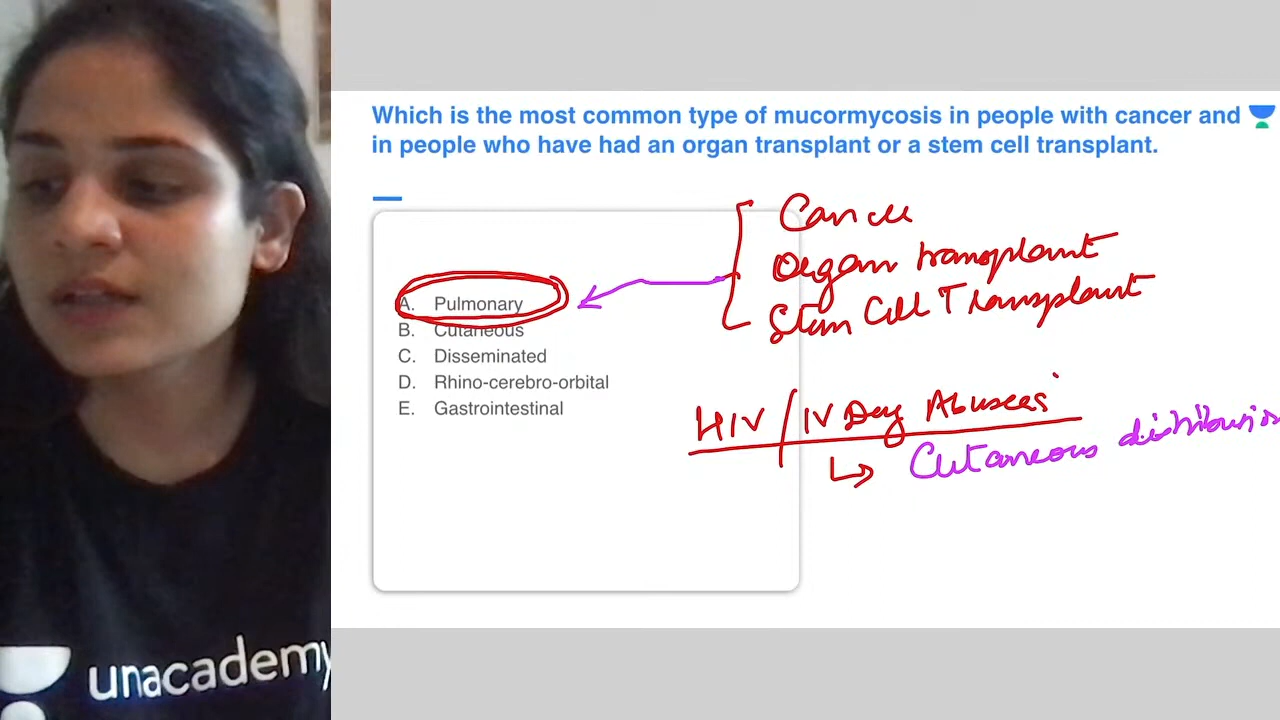 Which is the most common type of mucormycosis in people with cancer and
in people who have had an organ transplant or a stem cell transplant.
Cancer
Organ transplant
Stem Cell Transplant
A. Pulmonary
B. Cutaneous
C. Disseminated
D. Rhino-cerebro-orbital
E. Gastrointestinal
HIV / IV Drug Abusers
Cutaneous distribution
unacademy